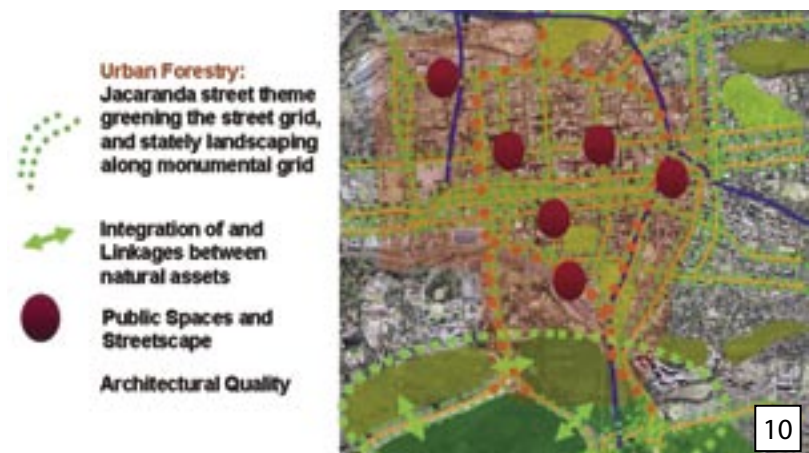 Urban Forestry:
Jacaranda street theme
greening the street grid,
and stately landscaping
along monumental grid
Integration of and
Linkages between
natural assets
Public Spaces and
Streetscape
Architectural Quality
10